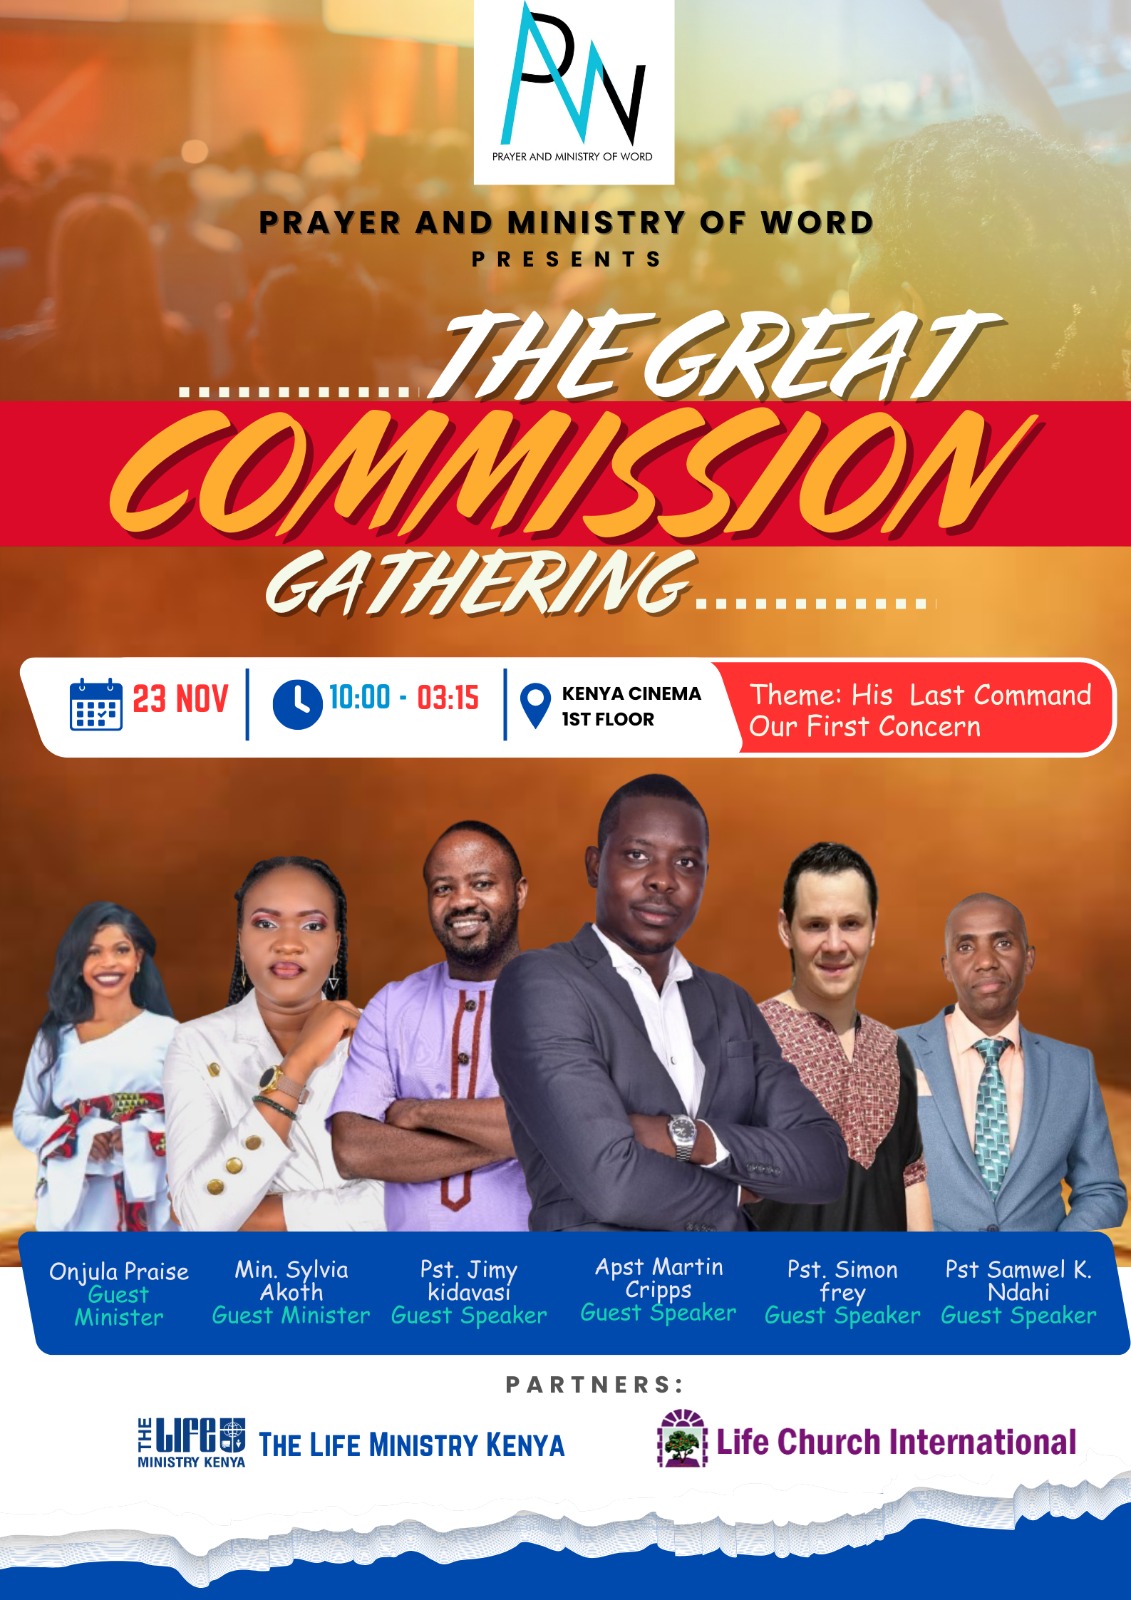 PRAYER AND MINISTRY OF WORD
PRAYER AND MINISTRY OF WORD
PRESENTS
THE GREAT
COMMISSION
GATHERING
23 NOV
10:00 - 03:15
KENYA CINEMA
1ST FLOOR
Theme: His Last Command
Our First Concern
Onjula Praise
Guest
Minister
Min. Sylvia
Akoth
Guest Minister
Pst. Jimy
kidavasi
Guest Speaker
Apst Martin
Cripps
Guest Speaker
Pst. Simon
frey
Guest Speaker
Pst Samwel K.
Ndahi
Guest Speaker
PARTNERS:
THE LIFE
MINISTRY KENYA
THE LIFE MINISTRY KENYA
Life Church International